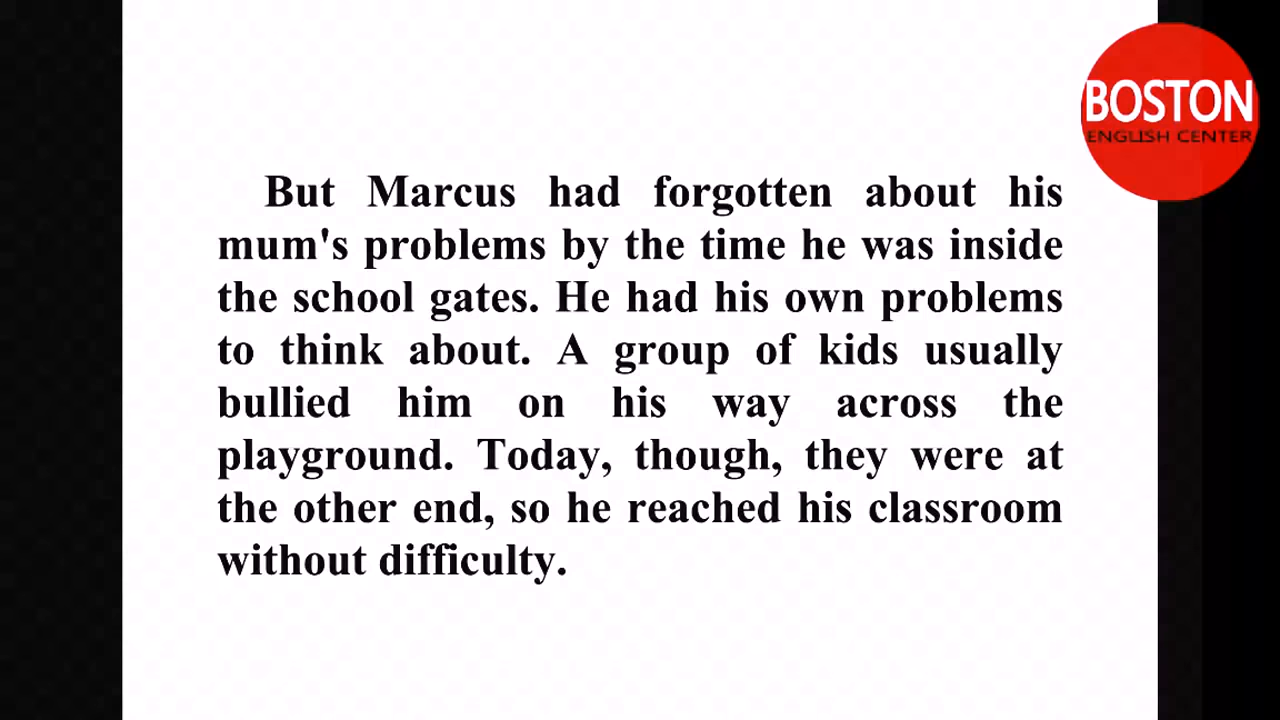 BOSTON
ENGLISH CENTER
But Marcus had forgotten about his
mum's problems by the time he was inside
the school gates. He had his own problems
to think about. A group of kids usually
bullied him on his way across the
playground. Today, though, they were at
the other end, so he reached his classroom
without difficulty.